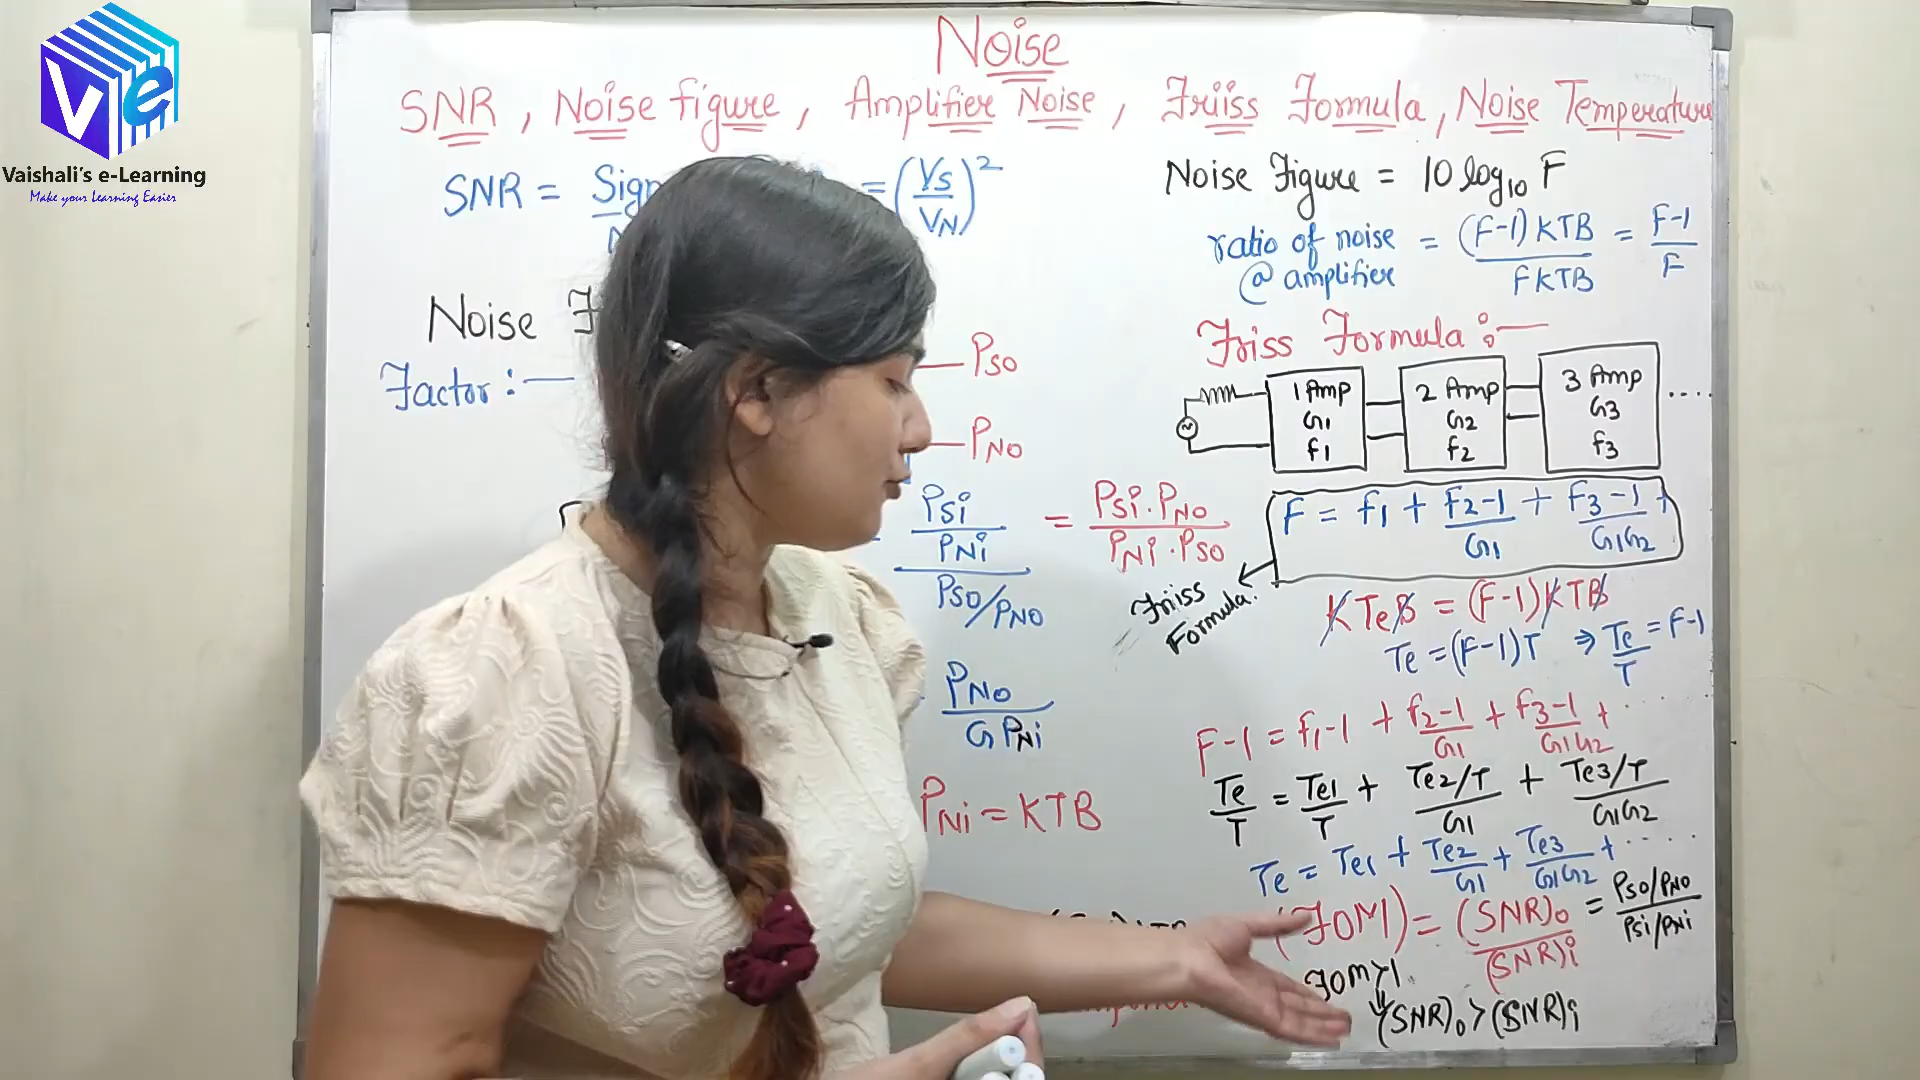 Vaishali's e-Learning
Make your Learning Easier
Noise
SNR , Noise figure , Amplifier Noise , Friiss Formula , Noise Temperature
SNR = = (VS/VN)²
Noise
Factor :—
PSO
PNO
PSi/PNi / PSO/PNO = PSi.PNO / PNi.PSO
PNO / G PNi
PNi = KTB
Noise Figure = 10 log₁₀ F
ratio of noise @ amplifier = (F-1) KTB / FKTB = F-1 / F
Friss Formula :—
1 Amp G1 f1
2 Amp G2 f2
3 Amp G3 f3 ....
F = f1 + F2-1 / G1 + F3-1 / G1G2 +
Friiss Formula.
KTeB = (F-1)KTB
Te = (F-1)T ⇒ Te/T = F-1
F-1 = f1-1 + f2-1 / G1 + f3-1 / G1G2 + ....
Te/T = Te1/T + Te2/T / G1 + Te3/T / G1G2
Te = Te1 + Te2/G1 + Te3/G1G2 + ....
(FOM) = (SNR)o / (SNR)i = PSO/PNO / PSi/PNi
FOM>1.
(SNR)o > (SNR)i